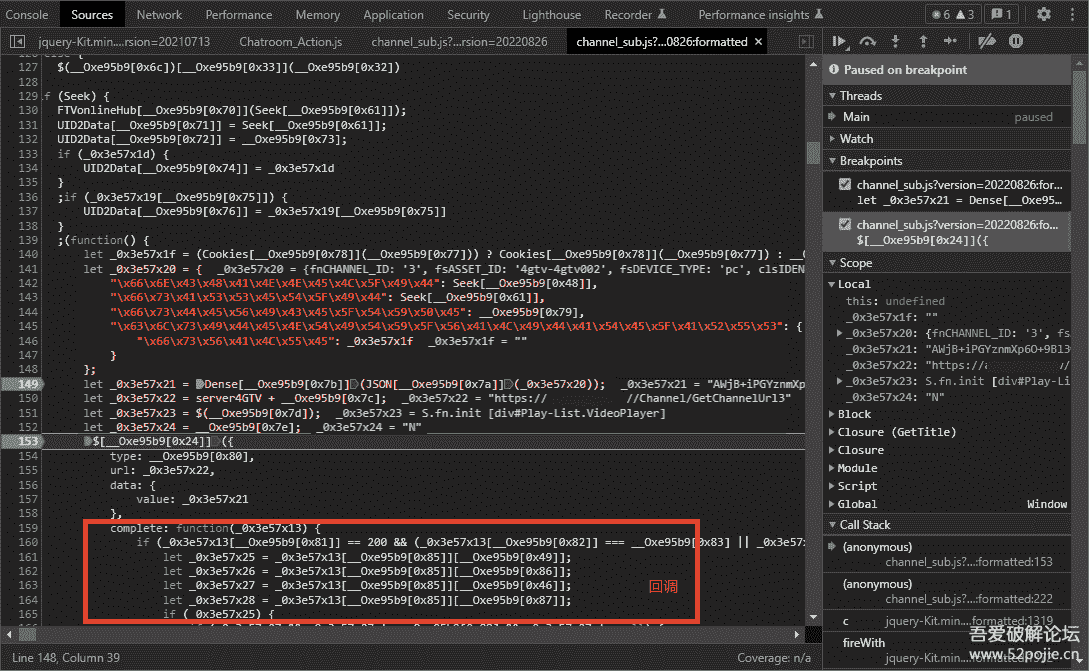 Console Sources Network Performance Memory Application Security Lighthouse Recorder Performance insights 6 3 1
jquery-Kit.min....rsion=20210713 Chatroom_Action.js channel_sub.js?...rsion=20220826 channel_sub.js?...0826:formatted ×
127 $(__Oxe95b9[0x6c])[__Oxe95b9[0x33]](__Oxe95b9[0x32])
128
129 if (Seek) {
130 FTVonlineHub[__Oxe95b9[0x70]](Seek[__Oxe95b9[0x61]]);
131 UID2Data[__Oxe95b9[0x71]] = Seek[__Oxe95b9[0x61]];
132 UID2Data[__Oxe95b9[0x72]] = __Oxe95b9[0x73];
133 if (_0x3e57x1d) {
134 UID2Data[__Oxe95b9[0x74]] = _0x3e57x1d
135 }
136 ;if (_0x3e57x19[__Oxe95b9[0x75]]) {
137 UID2Data[__Oxe95b9[0x76]] = _0x3e57x19[__Oxe95b9[0x75]]
138 }
139 ;(function() {
140 let _0x3e57x1f = (Cookies[__Oxe95b9[0x78]](__Oxe95b9[0x77])) ? Cookies[__Oxe95b9[0x78]](__Oxe95b9[0x77]) : __O
141 let _0x3e57x20 = { _0x3e57x20 = {fnCHANNEL_ID: '3', fsASSET_ID: '4gtv-4gtv002', fsDEVICE_TYPE: 'pc', clsIDEN
142 "\x66\x6E\x43\x48\x41\x4E\x4E\x45\x4C\x5F\x49\x44": Seek[__Oxe95b9[0x48]],
143 "\x66\x73\x41\x53\x53\x45\x54\x5F\x49\x44": Seek[__Oxe95b9[0x61]],
144 "\x66\x73\x44\x45\x56\x49\x43\x45\x5F\x54\x59\x50\x45": __Oxe95b9[0x79],
145 "\x63\x6C\x73\x49\x44\x45\x4E\x54\x49\x54\x59\x5F\x56\x41\x4C\x49\x44\x41\x54\x45\x5F\x41\x52\x55\x53": {
146 "\x66\x73\x56\x41\x4C\x55\x45": _0x3e57x1f _0x3e57x1f = ""
147 }
148 };
149 let _0x3e57x21 = Dense[__Oxe95b9[0x7b]](JSON[__Oxe95b9[0x7a]](_0x3e57x20)); _0x3e57x21 = "AWjB+iPGYznmXp
150 let _0x3e57x22 = server4GTV + __Oxe95b9[0x7c]; _0x3e57x22 = "https:// //Channel/GetChannelUrl3"
151 let _0x3e57x23 = $(__Oxe95b9[0x7d]); _0x3e57x23 = S.fn.init [div#Play-List.VideoPlayer]
152 let _0x3e57x24 = __Oxe95b9[0x7e]; _0x3e57x24 = "N"
153 $[__Oxe95b9[0x24]]({
154 type: __Oxe95b9[0x80],
155 url: _0x3e57x22,
156 data: {
157 value: _0x3e57x21
158 },
159 complete: function(_0x3e57x13) {
160 if (_0x3e57x13[__Oxe95b9[0x81]] == 200 && (_0x3e57x13[__Oxe95b9[0x82]] === __Oxe95b9[0x83] || _0x3e57x
161 let _0x3e57x25 = _0x3e57x13[__Oxe95b9[0x85]][__Oxe95b9[0x49]];
162 let _0x3e57x26 = _0x3e57x13[__Oxe95b9[0x85]][__Oxe95b9[0x86]];
163 let _0x3e57x27 = _0x3e57x13[__Oxe95b9[0x85]][__Oxe95b9[0x46]];
164 let _0x3e57x28 = _0x3e57x13[__Oxe95b9[0x85]][__Oxe95b9[0x87]];
165 if (_0x3e57x25) {
回调
Line 148, Column 39 Coverage: n/a
Paused on breakpoint
Threads
Main paused
Watch
Breakpoints
channel_sub.js?version=20220826:for...
let _0x3e57x21 = Dense[__Oxe95...
channel_sub.js?version=20220826:fo...
$[__Oxe95b9[0x24]]({
Scope
Local
this: undefined
_0x3e57x1f: ""
_0x3e57x20: {fnCHANNEL_ID: '3', f
_0x3e57x21: "AWjB+iPGYznmXp6O+9Bl3
_0x3e57x22: "https://a /
_0x3e57x23: S.fn.init [div#Play-Li
_0x3e57x24: "N"
Block
Closure (GetTitle)
Closure
Module
Script
Global Window
Call Stack
(anonymous)
channel_sub.js?...:formatted:153
(anonymous)
channel_sub.js?...:formatted:222
c jquery-Kit.min....formatted:1319
fireWith
吾爱破解论坛
www.52pojie.cn